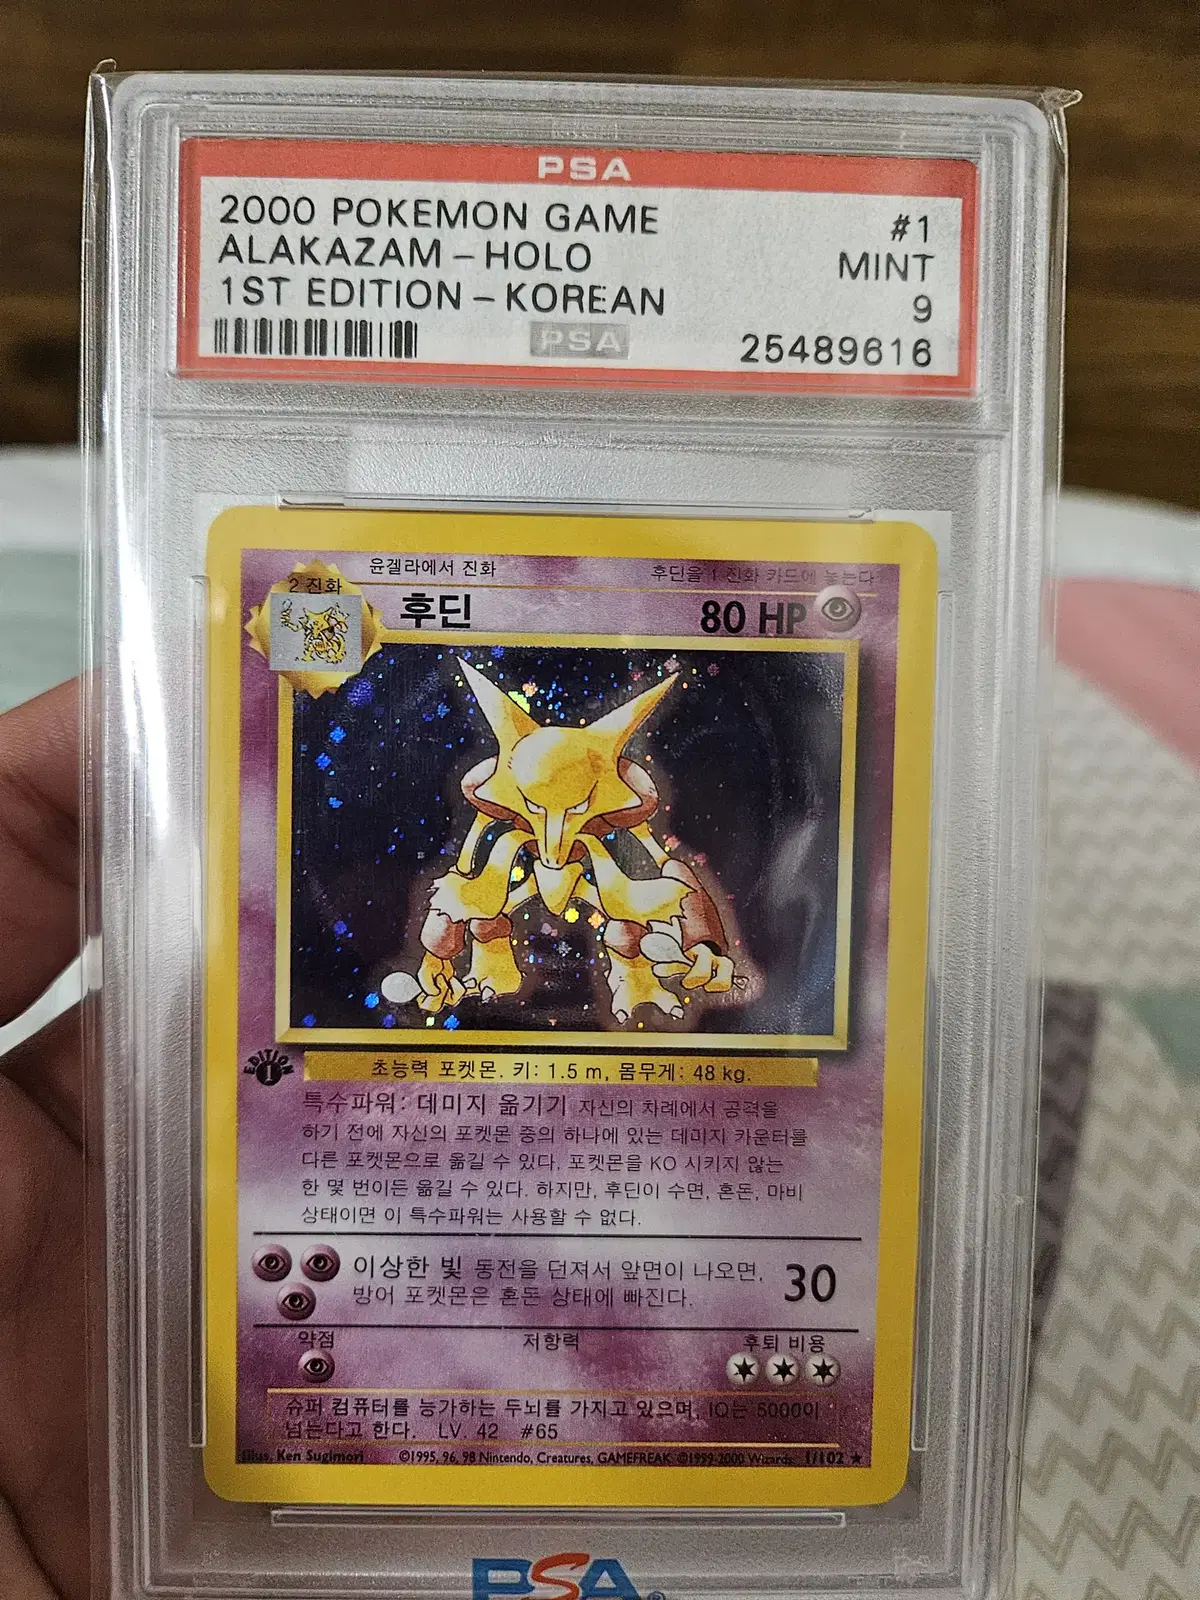 PSA
2000 POKEMON GAME #1
ALAKAZAM - HOLO MINT
1ST EDITION - KOREAN 9
PSA 25489616
윤겔라에서 진화 후딘을 1 진화 카드에 놓는다
2 진화
후딘 80 HP
EDITION
1
초능력 포켓몬. 키: 1.5 m, 몸무게: 48 kg.
특수파워: 데미지 옮기기 자신의 차례에서 공격을
하기 전에 자신의 포켓몬 중의 하나에 있는 데미지 카운터를
다른 포켓몬으로 옮길 수 있다. 포켓몬을 KO 시키지 않는
한 몇 번이든 옮길 수 있다. 하지만, 후딘이 수면, 혼돈, 마비
상태이면 이 특수파워는 사용할 수 없다.
이상한 빛 동전을 던져서 앞면이 나오면, 30
방어 포켓몬은 혼돈 상태에 빠진다.
약점 저항력 후퇴 비용
슈퍼 컴퓨터를 능가하는 두뇌를 가지고 있으며, IQ는 5000이
넘는다고 한다. LV. 42 #65
Illus. Ken Sugimori ©1995, 96, 98 Nintendo, Creatures, GAMEFREAK ©1999-2000 Wizards. 1/102 ★
PSA®